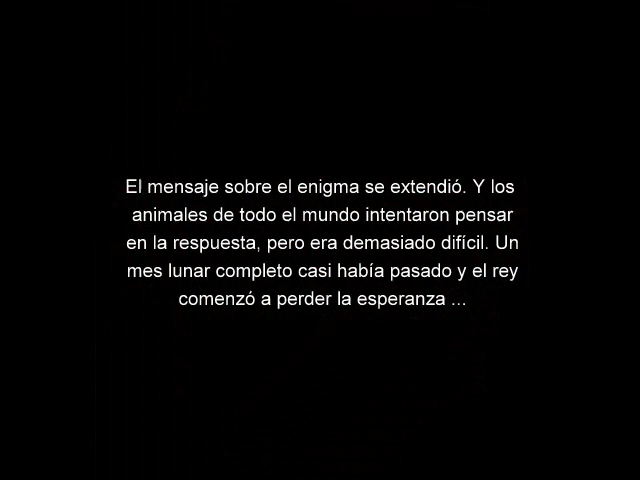 El mensaje sobre el enigma se extendió. Y los
animales de todo el mundo intentaron pensar
en la respuesta, pero era demasiado difícil. Un
mes lunar completo casi había pasado y el rey
comenzó a perder la esperanza ...